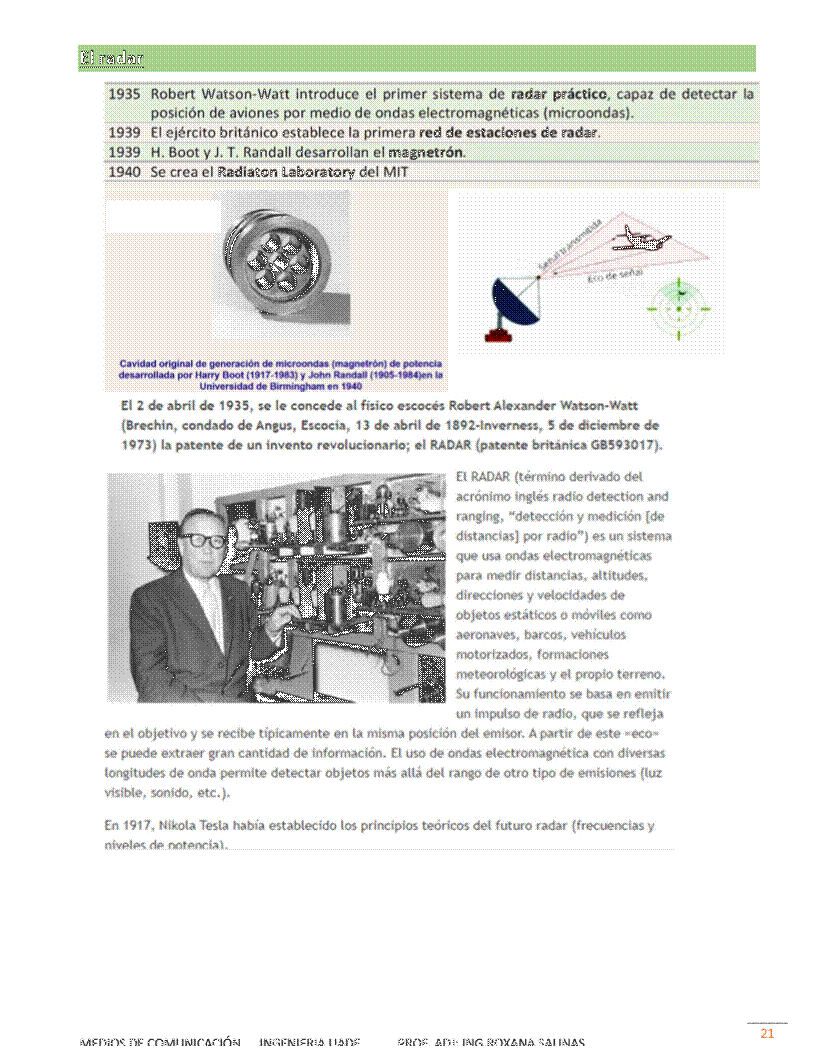 El radar
1935 Robert Watson-Watt introduce el primer sistema de radar práctico, capaz de detectar la
posición de aviones por medio de ondas electromagnéticas (microondas).
1939 El ejército británico establece la primera red de estaciones de radar.
1939 H. Boot y J. T. Randall desarrollan el magnetrón.
1940 Se crea el Radiaton Laboratory del MIT
Señal transmitida
Eco de señal
Cavidad original de generación de microondas (magnetrón) de potencia
desarrollada por Harry Boot (1917-1983) y John Randall (1905-1984)en la
Universidad de Birmingham en 1940
El 2 de abril de 1935, se le concede al físico escocés Robert Alexander Watson-Watt
(Brechin, condado de Angus, Escocia, 13 de abril de 1892-Inverness, 5 de diciembre de
1973) la patente de un invento revolucionario; el RADAR (patente británica GB593017).
El RADAR (término derivado del
acrónimo inglés radio detection and
ranging, “detección y medición [de
distancias] por radio”) es un sistema
que usa ondas electromagnéticas
para medir distancias, altitudes,
direcciones y velocidades de
objetos estáticos o móviles como
aeronaves, barcos, vehículos
motorizados, formaciones
meteorológicas y el propio terreno.
Su funcionamiento se basa en emitir
un impulso de radio, que se refleja
en el objetivo y se recibe típicamente en la misma posición del emisor. A partir de este «eco»
se puede extraer gran cantidad de información. El uso de ondas electromagnética con diversas
longitudes de onda permite detectar objetos más allá del rango de otro tipo de emisiones (luz
visible, sonido, etc.).
En 1917, Nikola Tesla había establecido los principios teóricos del futuro radar (frecuencias y
niveles de potencia).
21
MEDIOS DE COMUNICACIÓN INGENIERIA UADE PROF. ADJ: ING ROXANA SALINAS